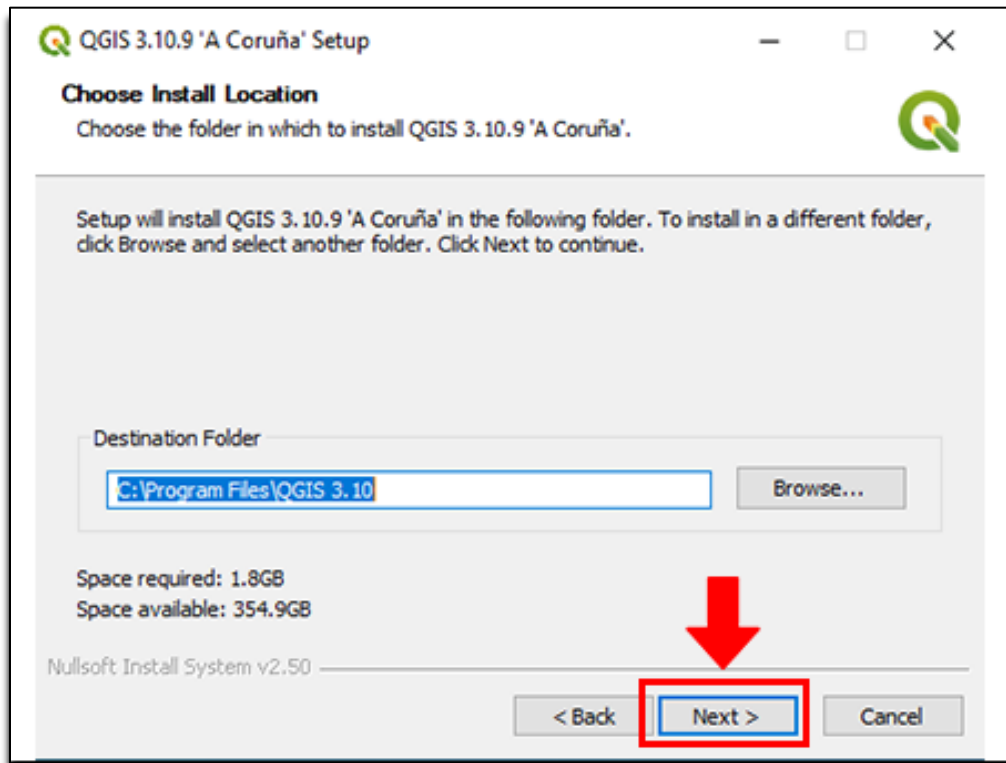 QGIS 3.10.9 'A Coruña' Setup
Choose Install Location
Choose the folder in which to install QGIS 3.10.9 'A Coruña'.
Setup will install QGIS 3.10.9 'A Coruña' in the following folder. To install in a different folder,
click Browse and select another folder. Click Next to continue.
Destination Folder
C:\Program Files\QGIS 3.10
Browse...
Space required: 1.8GB
Space available: 354.9GB
Nullsoft Install System v2.50
< Back
Next >
Cancel